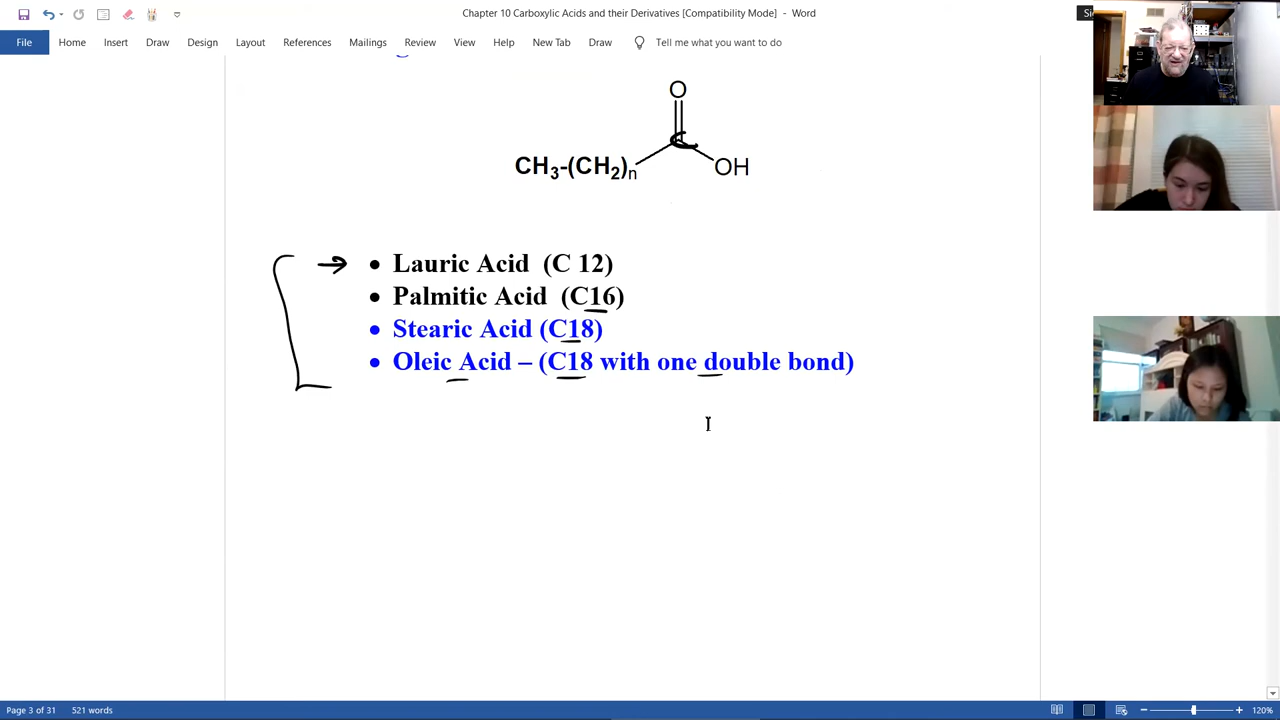 Chapter 10 Carboxylic Acids and their Derivatives [Compatibility Mode] - Word
File Home Insert Draw Design Layout References Mailings Review View Help New Tab Draw Tell me what you want to do
O
CH3-(CH2)n OH
• Lauric Acid (C 12)
• Palmitic Acid (C16)
• Stearic Acid (C18)
• Oleic Acid – (C18 with one double bond)
Page 3 of 31 521 words 120%